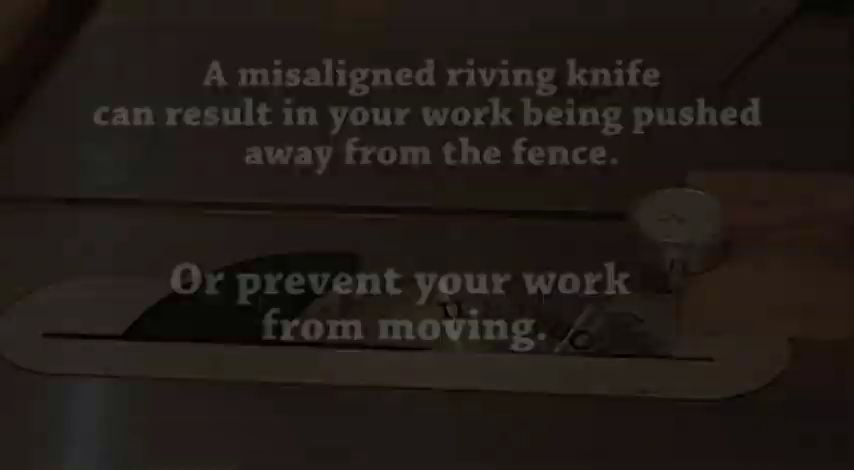 A misaligned riving knife
can result in your work being pushed
away from the fence.
Or prevent your work
from moving.